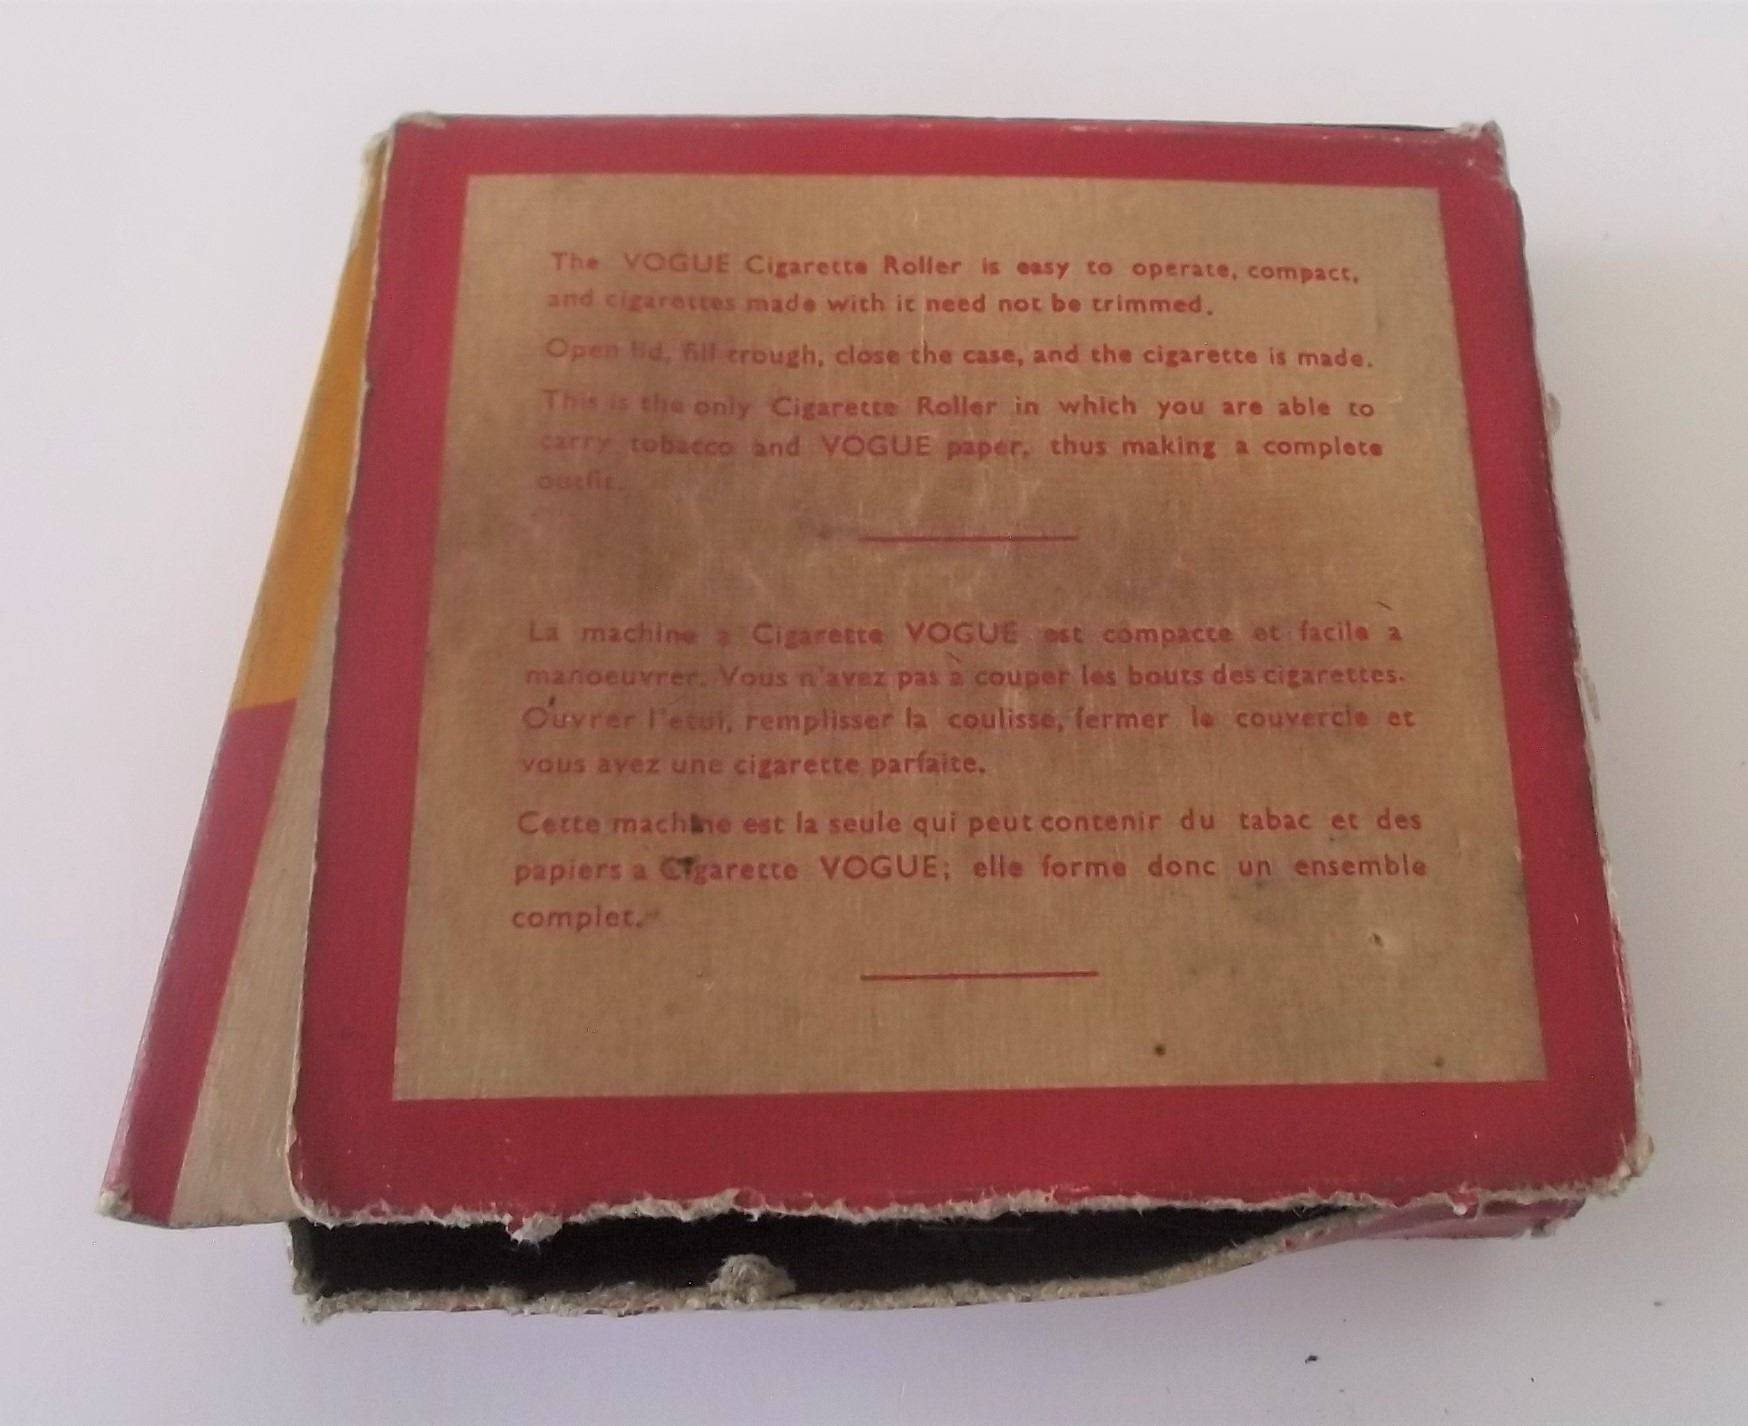 The VOGUE Cigarette Roller is easy to operate, compact,
and cigarettes made with it need not be trimmed.
Open lid, fill trough, close the case, and the cigarette is made.
This is the only Cigarette Roller in which you are able to
carry tobacco and VOGUE paper, thus making a complete
outfit.
La machine a Cigarette VOGUE est compacte et facile a
manoeuvrer. Vous n'avez pas à couper les bouts des cigarettes.
Ouvrer l'etui, remplisser la coulisse, fermer le couvercle et
vous avez une cigarette parfaite.
Cette machine est la seule qui peut contenir du tabac et des
papiers a Cigarette VOGUE; elle forme donc un ensemble
complet.